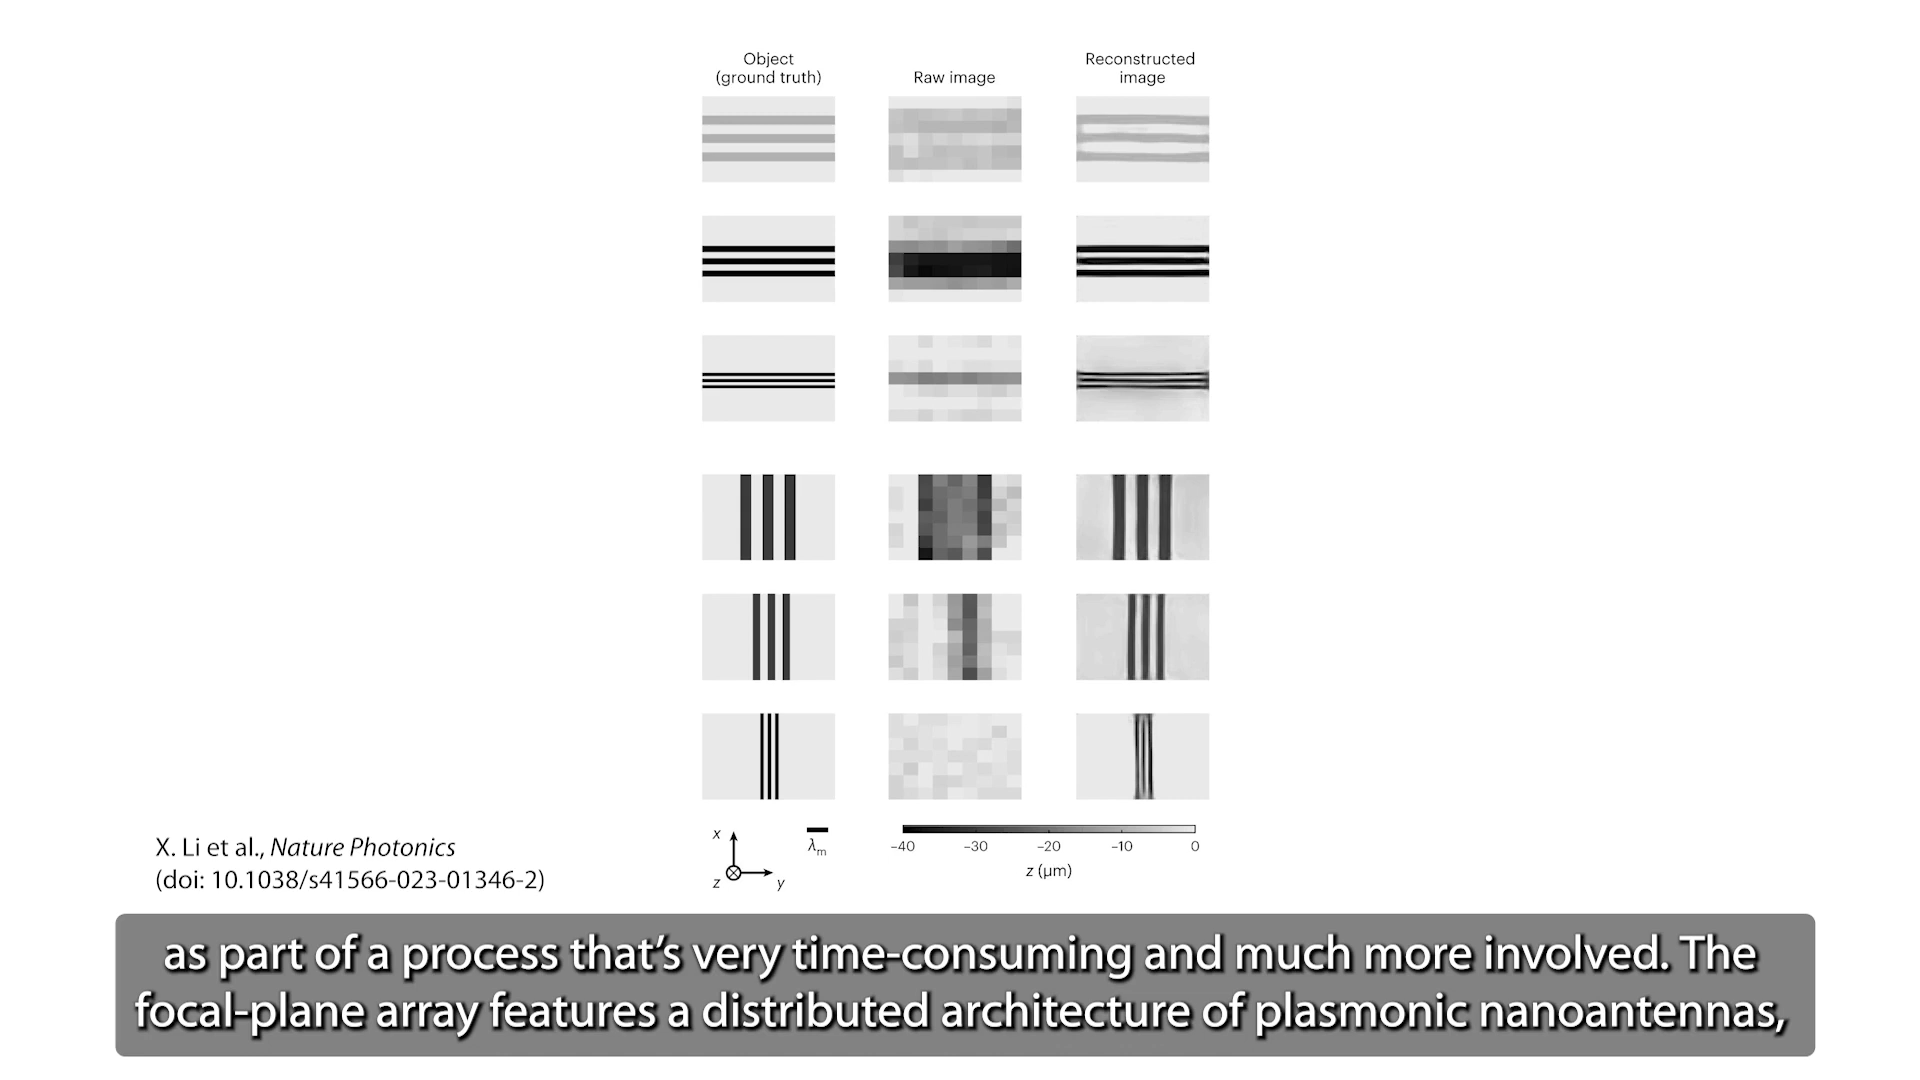 Object
(ground truth)
Raw image
Reconstructed
image
x
z
y
λm
–40 –30 –20 –10 0
z (μm)
X. Li et al., Nature Photonics
(doi: 10.1038/s41566-023-01346-2)
as part of a process that’s very time-consuming and much more involved. The
focal-plane array features a distributed architecture of plasmonic nanoantennas,